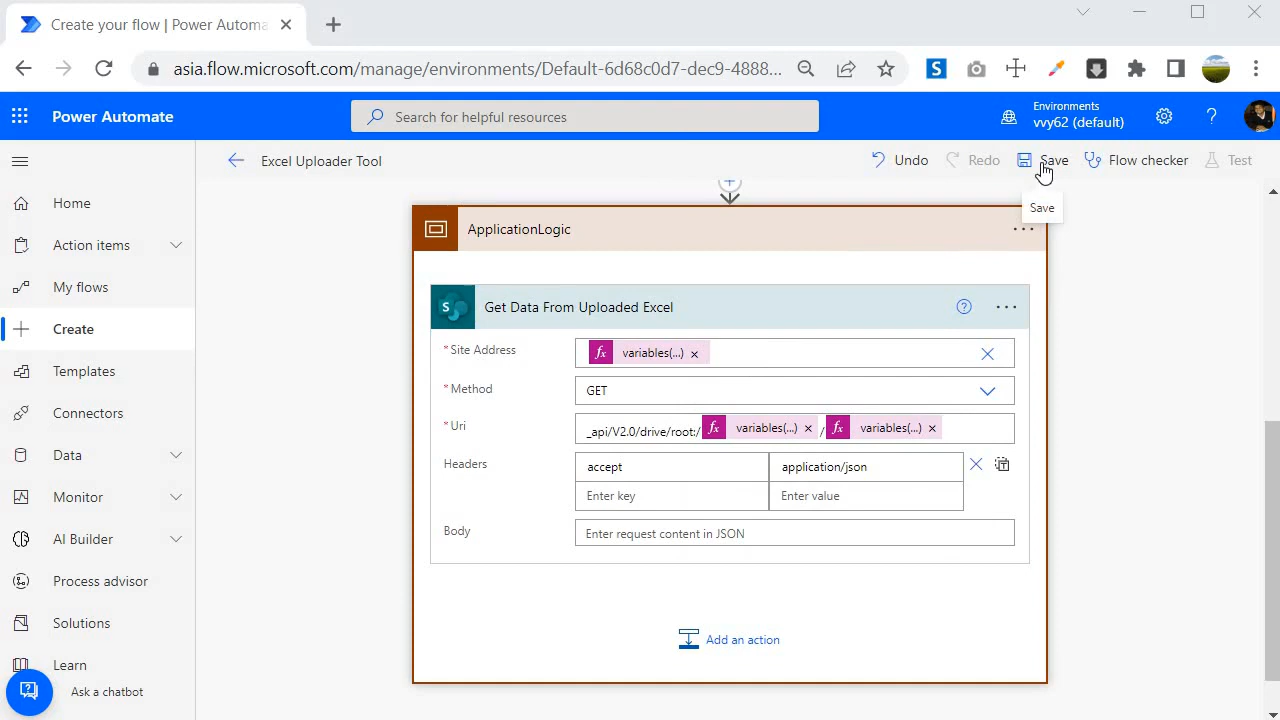 Create your flow | Power Automa
asia.flow.microsoft.com/manage/environments/Default-6d68c0d7-dec9-4888...
S
Power Automate
Search for helpful resources
Environments
vvy62 (default)
?
Excel Uploader Tool
Undo
Redo
Save
Flow checker
Test
Save
Home
Action items
My flows
Create
Templates
Connectors
Data
Monitor
AI Builder
Process advisor
Solutions
Learn
Ask a chatbot
ApplicationLogic
S
Get Data From Uploaded Excel
?
* Site Address
fx variables(...) ×
* Method
GET
* Uri
_api/V2.0/drive/root:/ fx variables(...) × / fx variables(...) ×
Headers
accept
application/json
Enter key
Enter value
Body
Enter request content in JSON
Add an action